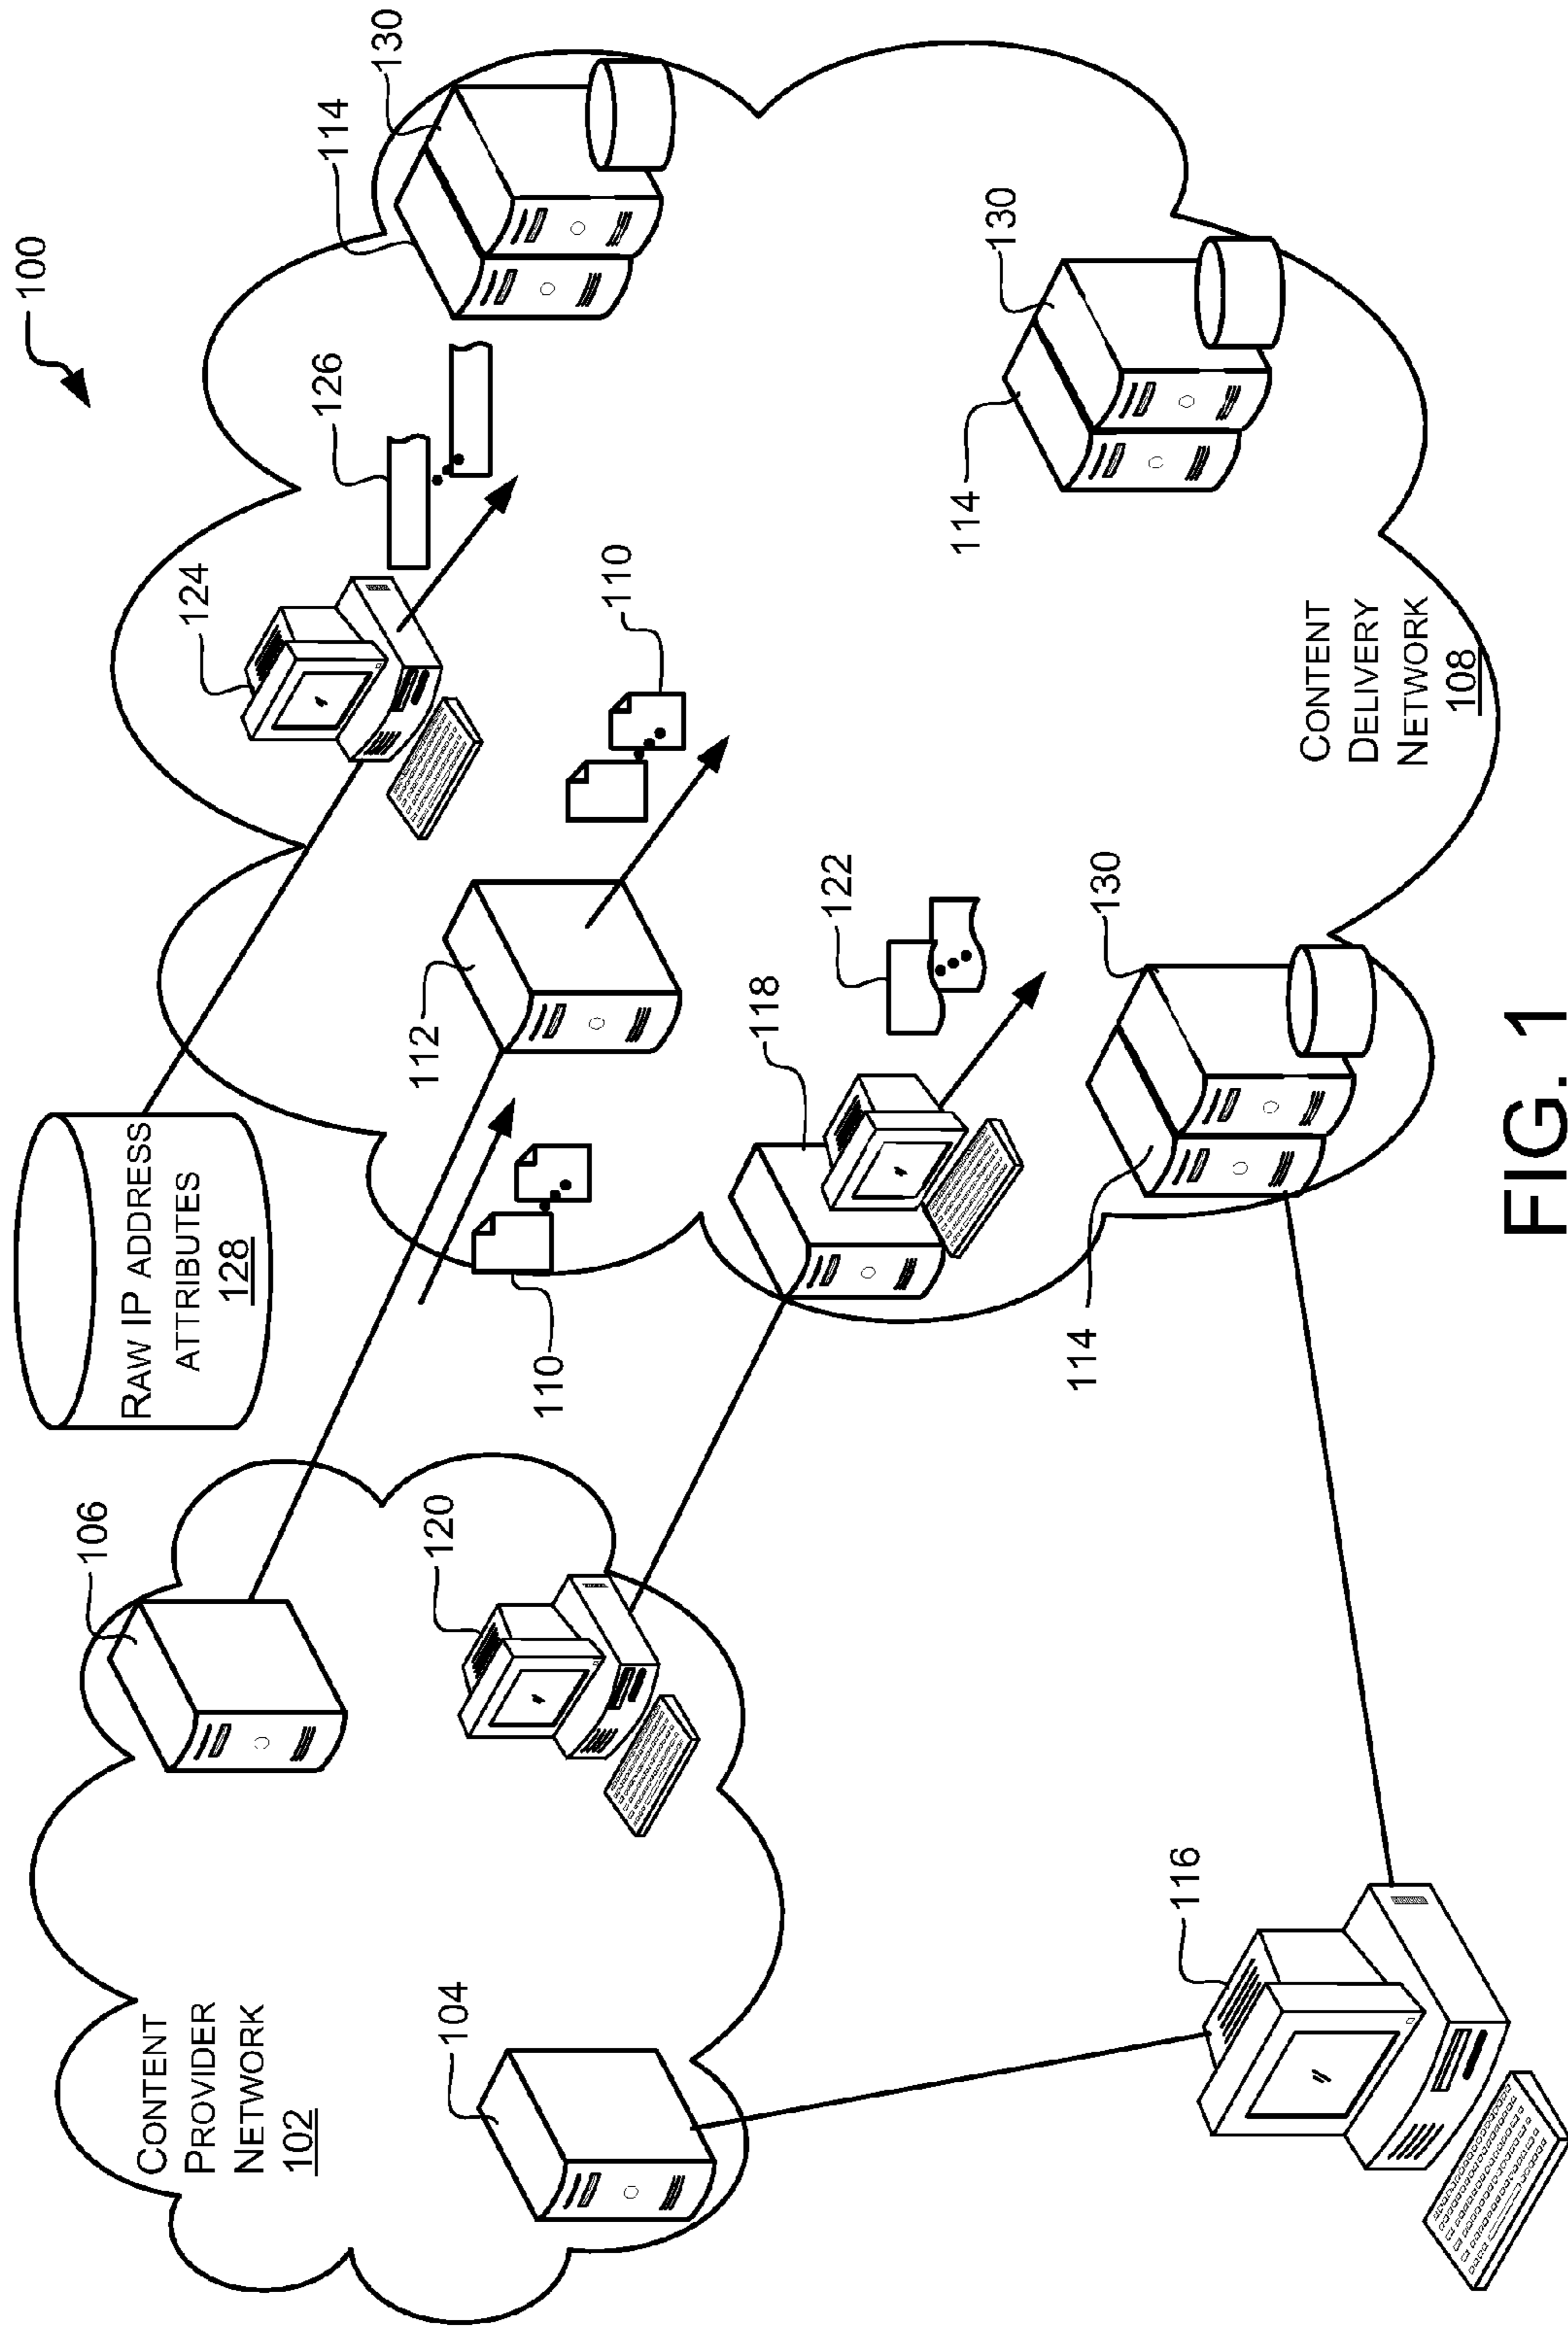 100
RAW IP ADDRESS
ATTRIBUTES
128
124
126
114
130
106
112
110
110
CONTENT
PROVIDER
NETWORK
102
120
118
122
114
130
104
114
130
CONTENT
DELIVERY
NETWORK
108
116
FIG. 1